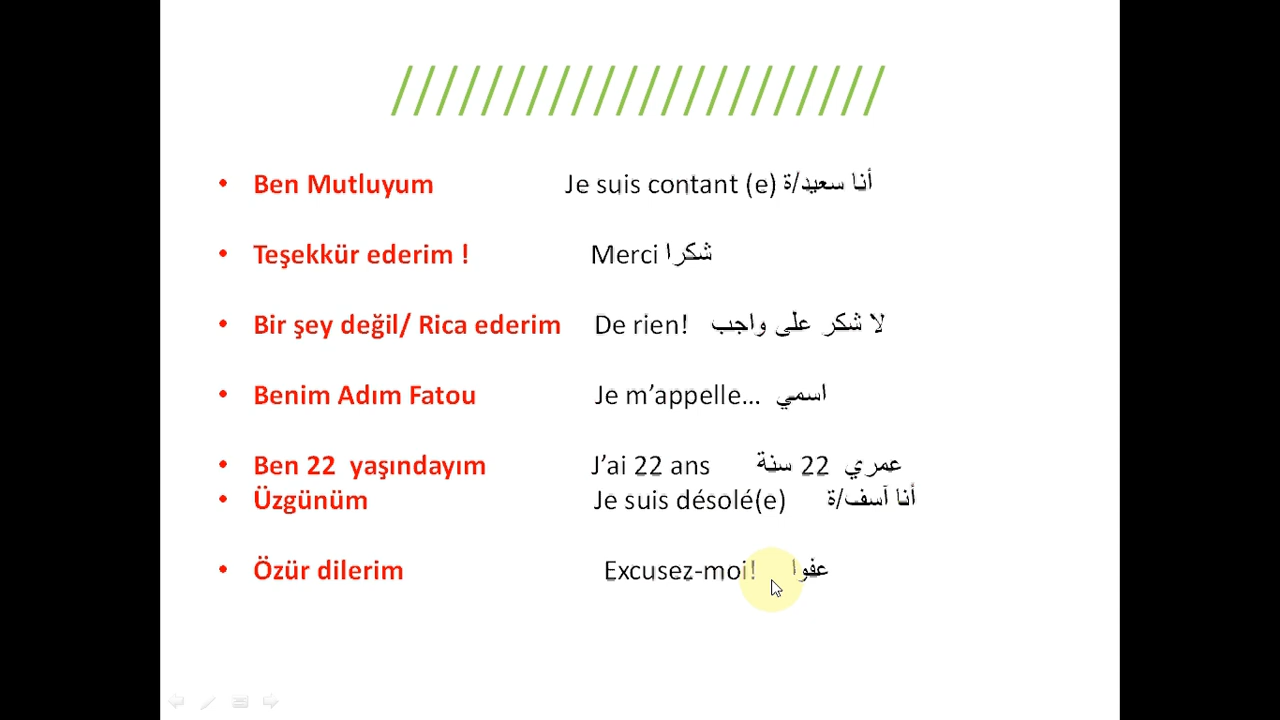 //////////////////////
• Ben Mutluyum Je suis contant (e) أنا سعيد/ة
• Teşekkür ederim ! Merci شكرا
• Bir şey değil/ Rica ederim De rien! لا شكر على واجب
• Benim Adım Fatou Je m’appelle… اسمي
• Ben 22 yaşındayım J’ai 22 ans عمري 22 سنة
• Üzgünüm Je suis désolé(e) أنا آسف/ة
• Özür dilerim Excusez-moi! عفوا